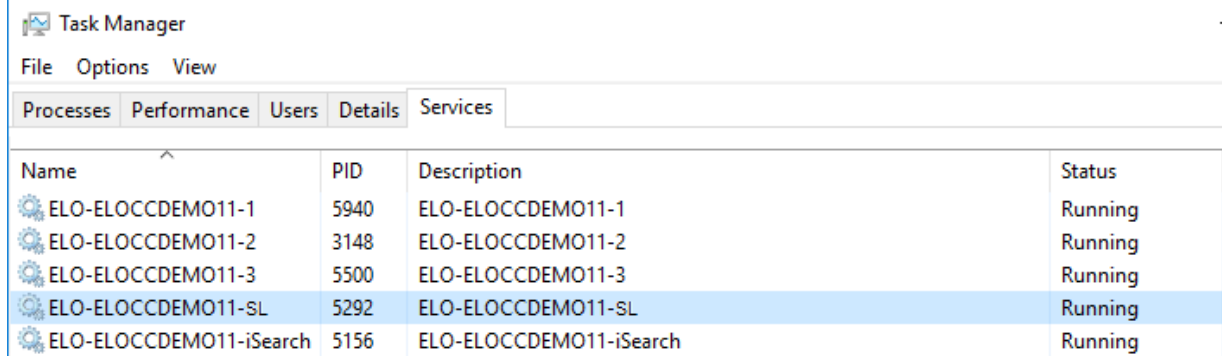 Task Manager
File Options View
Processes Performance Users Details Services
Name PID Description Status
ELO-ELOCCDEMO11-1 5940 ELO-ELOCCDEMO11-1 Running
ELO-ELOCCDEMO11-2 3148 ELO-ELOCCDEMO11-2 Running
ELO-ELOCCDEMO11-3 5500 ELO-ELOCCDEMO11-3 Running
ELO-ELOCCDEMO11-SL 5292 ELO-ELOCCDEMO11-SL Running
ELO-ELOCCDEMO11-iSearch 5156 ELO-ELOCCDEMO11-iSearch Running